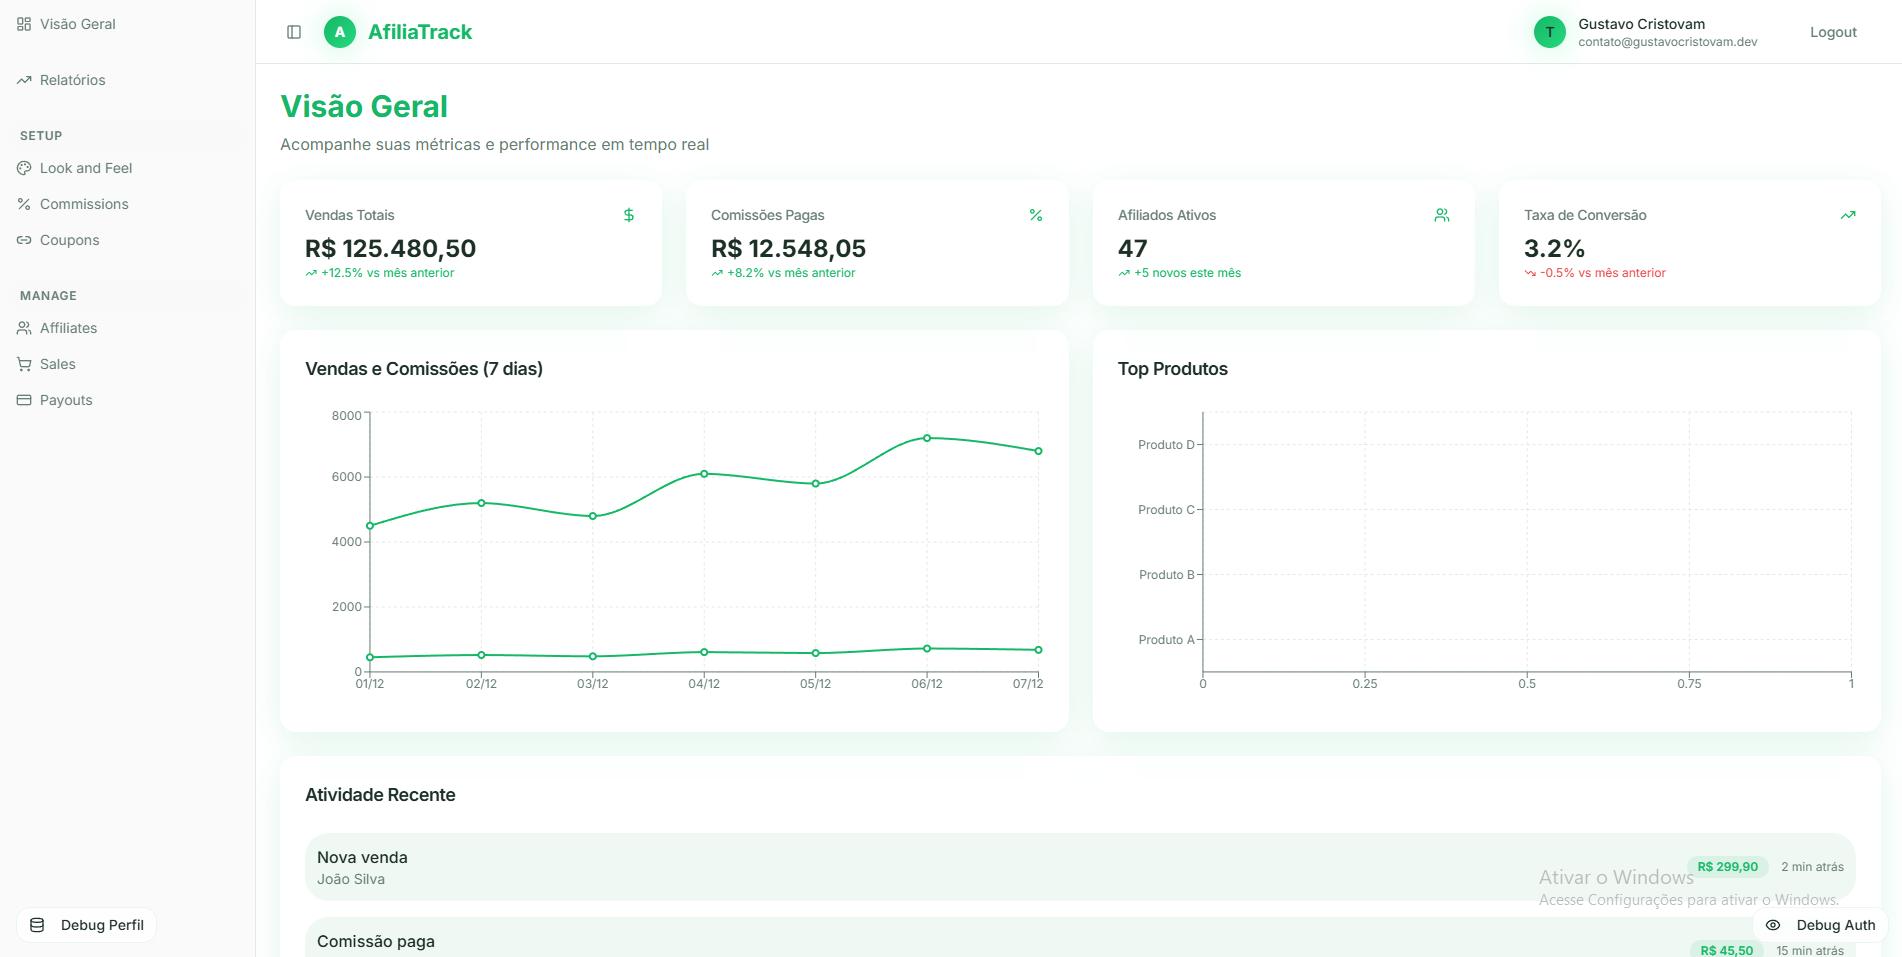 Visão Geral
Relatórios
SETUP
Look and Feel
Commissions
Coupons
MANAGE
Affiliates
Sales
Payouts
Debug Perfil
A
AfiliaTrack
T
Gustavo Cristovam
contato@gustavocristovam.dev
Logout
Visão Geral
Acompanhe suas métricas e performance em tempo real
Vendas Totais
$
R$ 125.480,50
+12.5% vs mês anterior
Comissões Pagas
%
R$ 12.548,05
+8.2% vs mês anterior
Afiliados Ativos
47
+5 novos este mês
Taxa de Conversão
3.2%
-0.5% vs mês anterior
Vendas e Comissões (7 dias)
8000
6000
4000
2000
0
01/12 02/12 03/12 04/12 05/12 06/12 07/12
Top Produtos
Produto D
Produto C
Produto B
Produto A
0 0.25 0.5 0.75 1
Atividade Recente
Nova venda
João Silva
R$ 299,90 2 min atrás
Comissão paga
R$ 45,50 15 min atrás
Ativar o Windows
Acesse Configurações para ativar o Windows.
Debug Auth